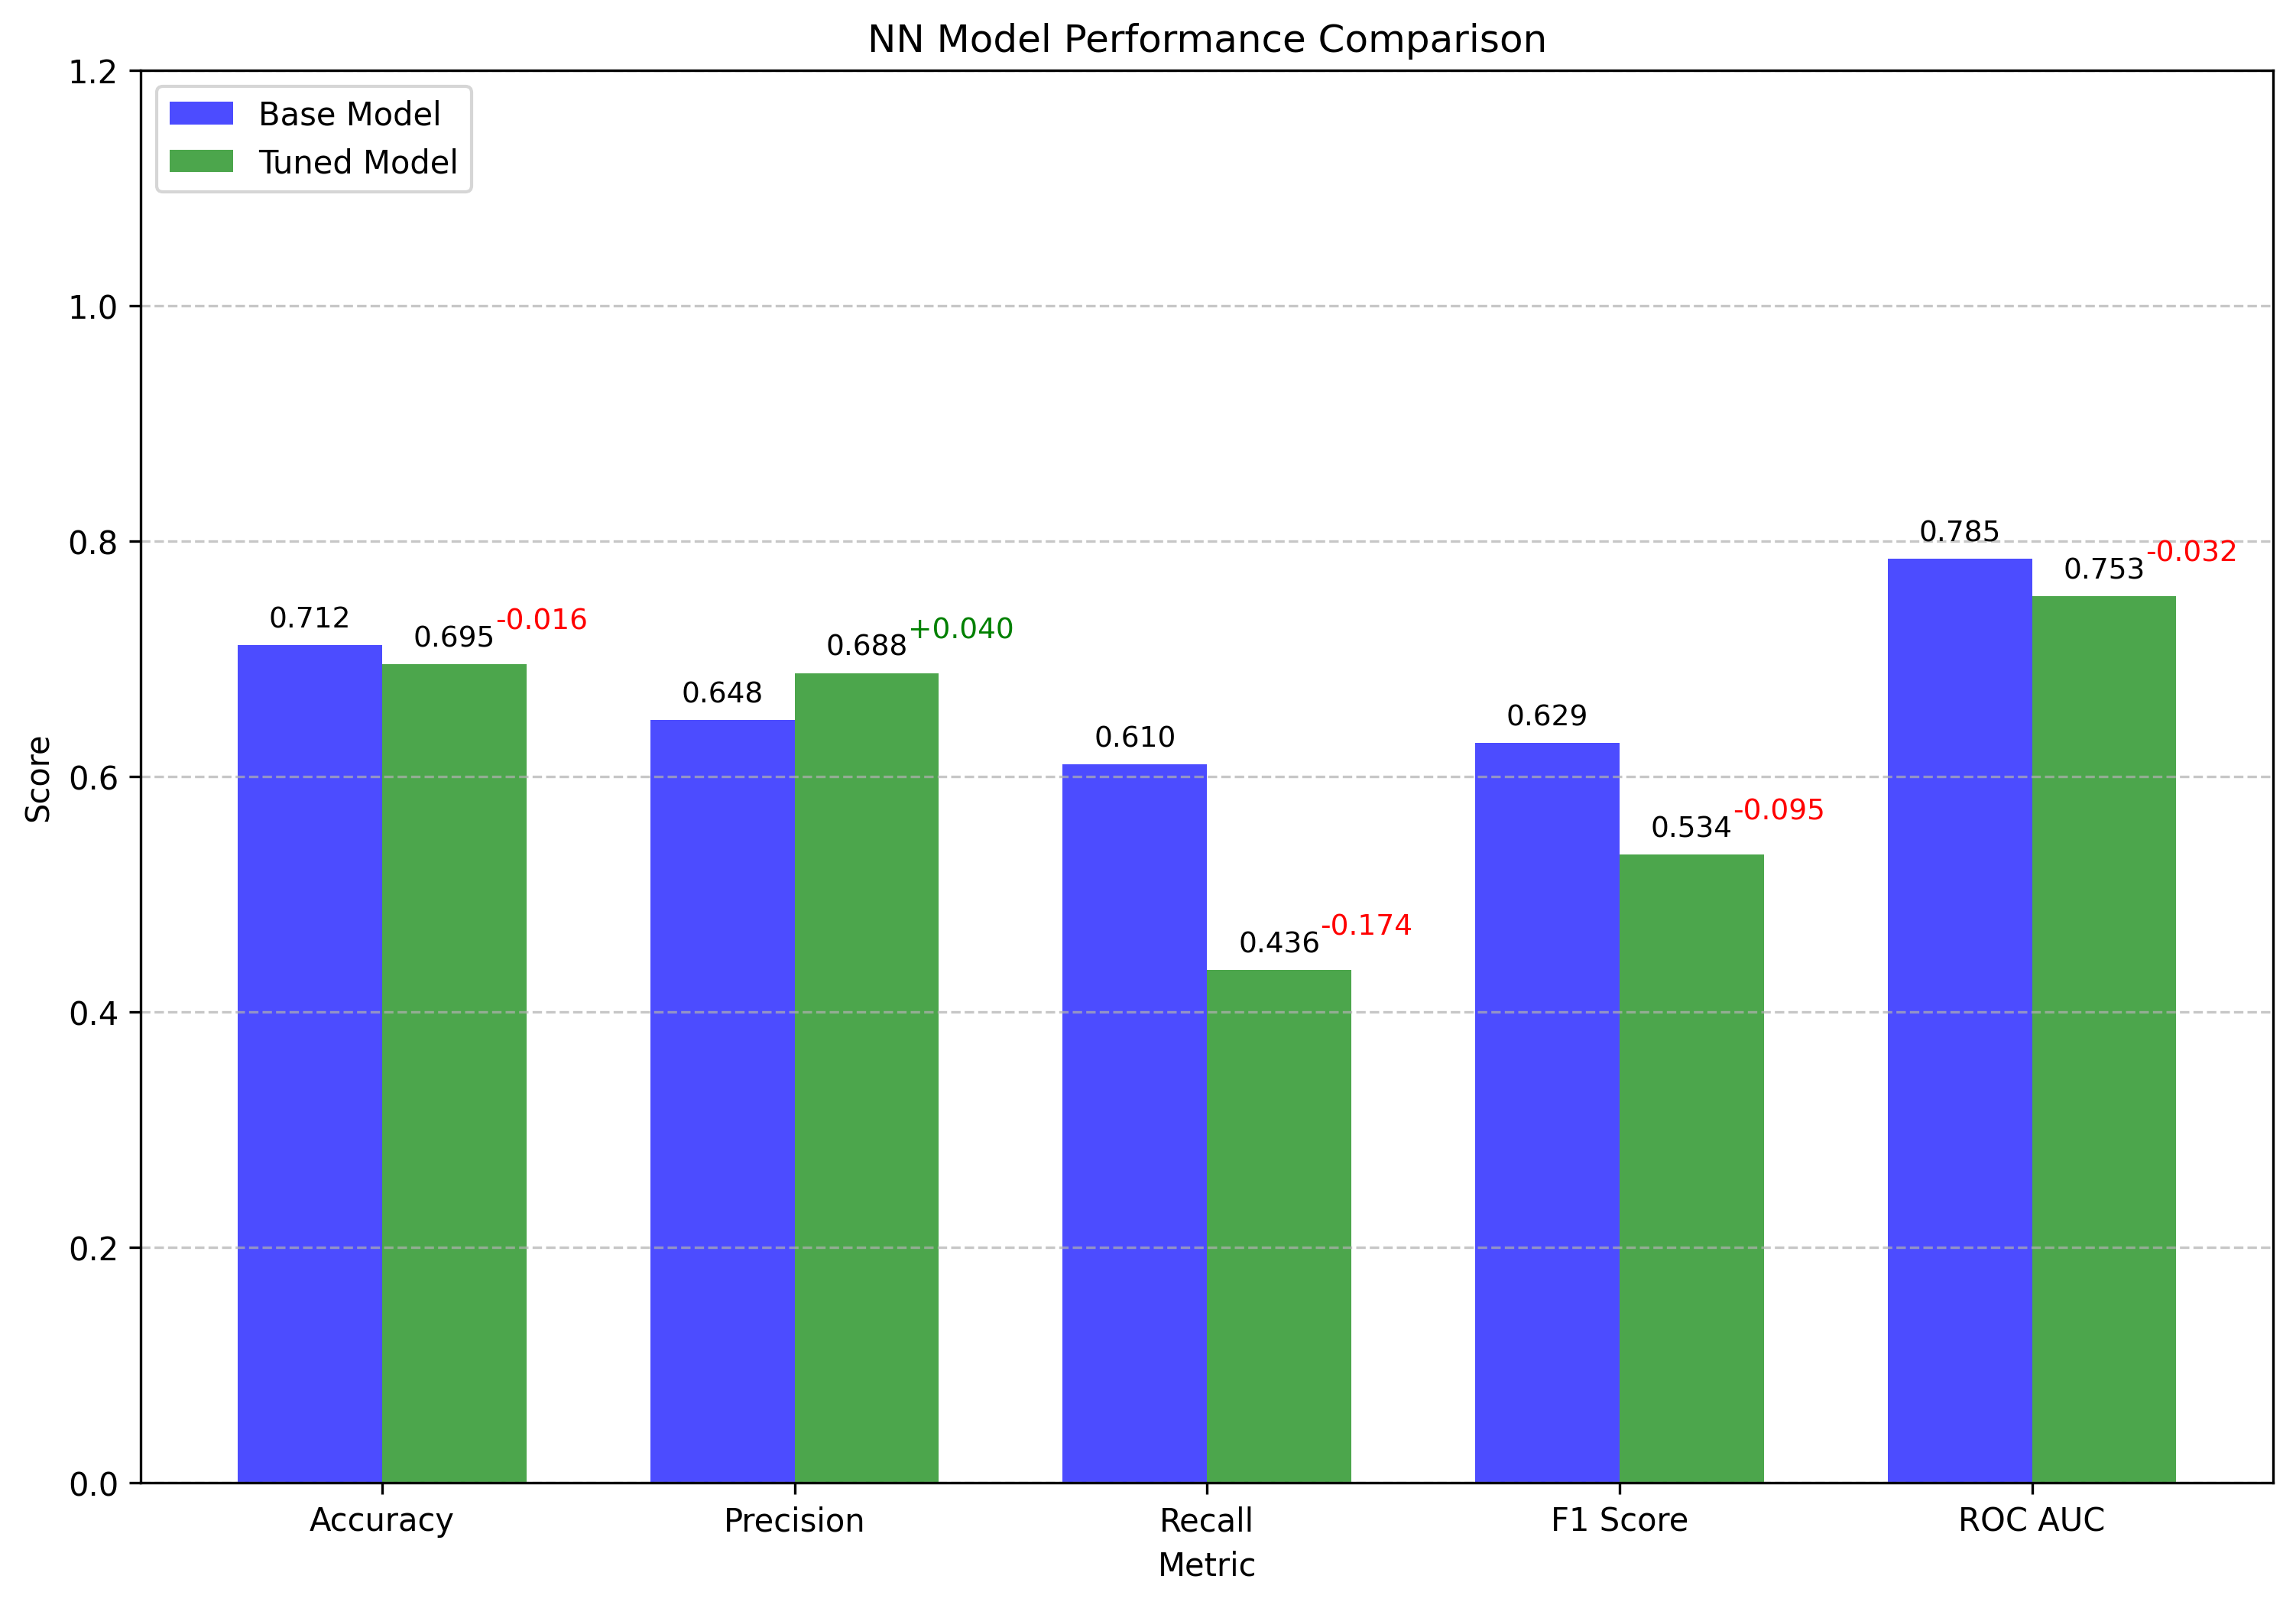 NN Model Performance Comparison
1.2
1.0
0.8
0.6
0.4
0.2
0.0
Score
Base Model
Tuned Model
0.712
0.695
-0.016
0.648
0.688
+0.040
0.610
0.436
-0.174
0.629
0.534
-0.095
0.785
0.753
-0.032
Accuracy
Precision
Recall
F1 Score
ROC AUC
Metric